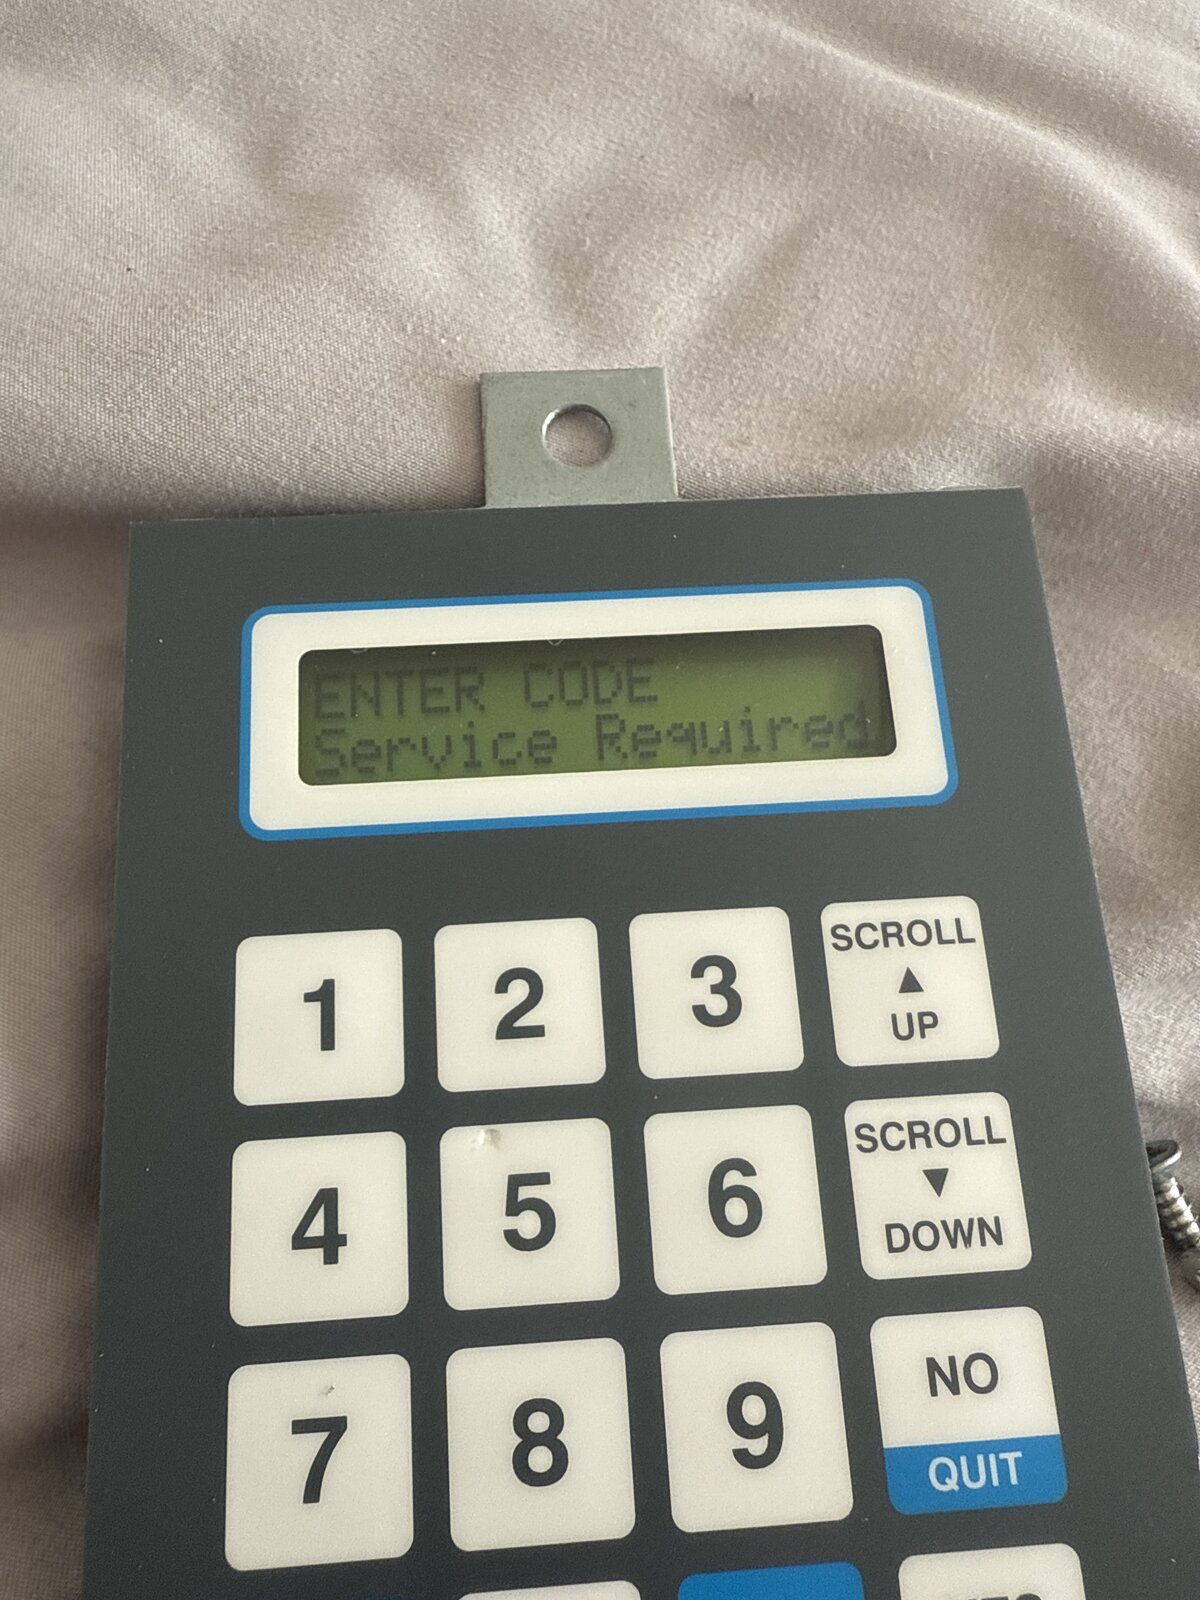 ENTER CODE
Service Required
1
2
3
SCROLL
▲
UP
4
5
6
SCROLL
▼
DOWN
7
8
9
NO
QUIT